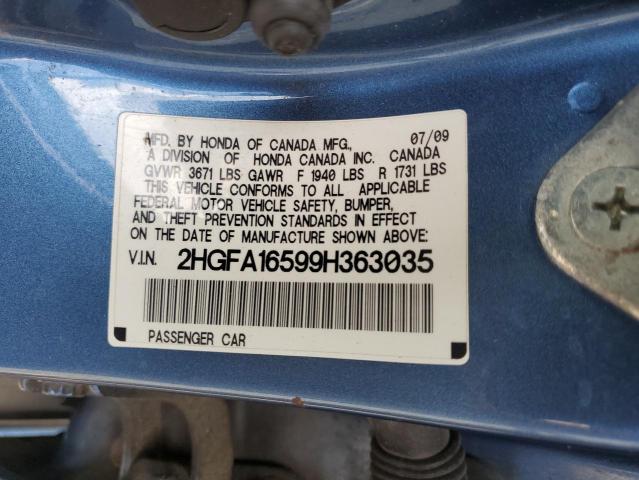 MFD. BY HONDA OF CANADA MFG., 07/09
A DIVISION OF HONDA CANADA INC. CANADA
GVWR 3671 LBS GAWR F 1940 LBS R 1731 LBS
THIS VEHICLE CONFORMS TO ALL APPLICABLE
FEDERAL MOTOR VEHICLE SAFETY, BUMPER,
AND THEFT PREVENTION STANDARDS IN EFFECT
ON THE DATE OF MANUFACTURE SHOWN ABOVE:
V.I.N. 2HGFA16599H363035
PASSENGER CAR